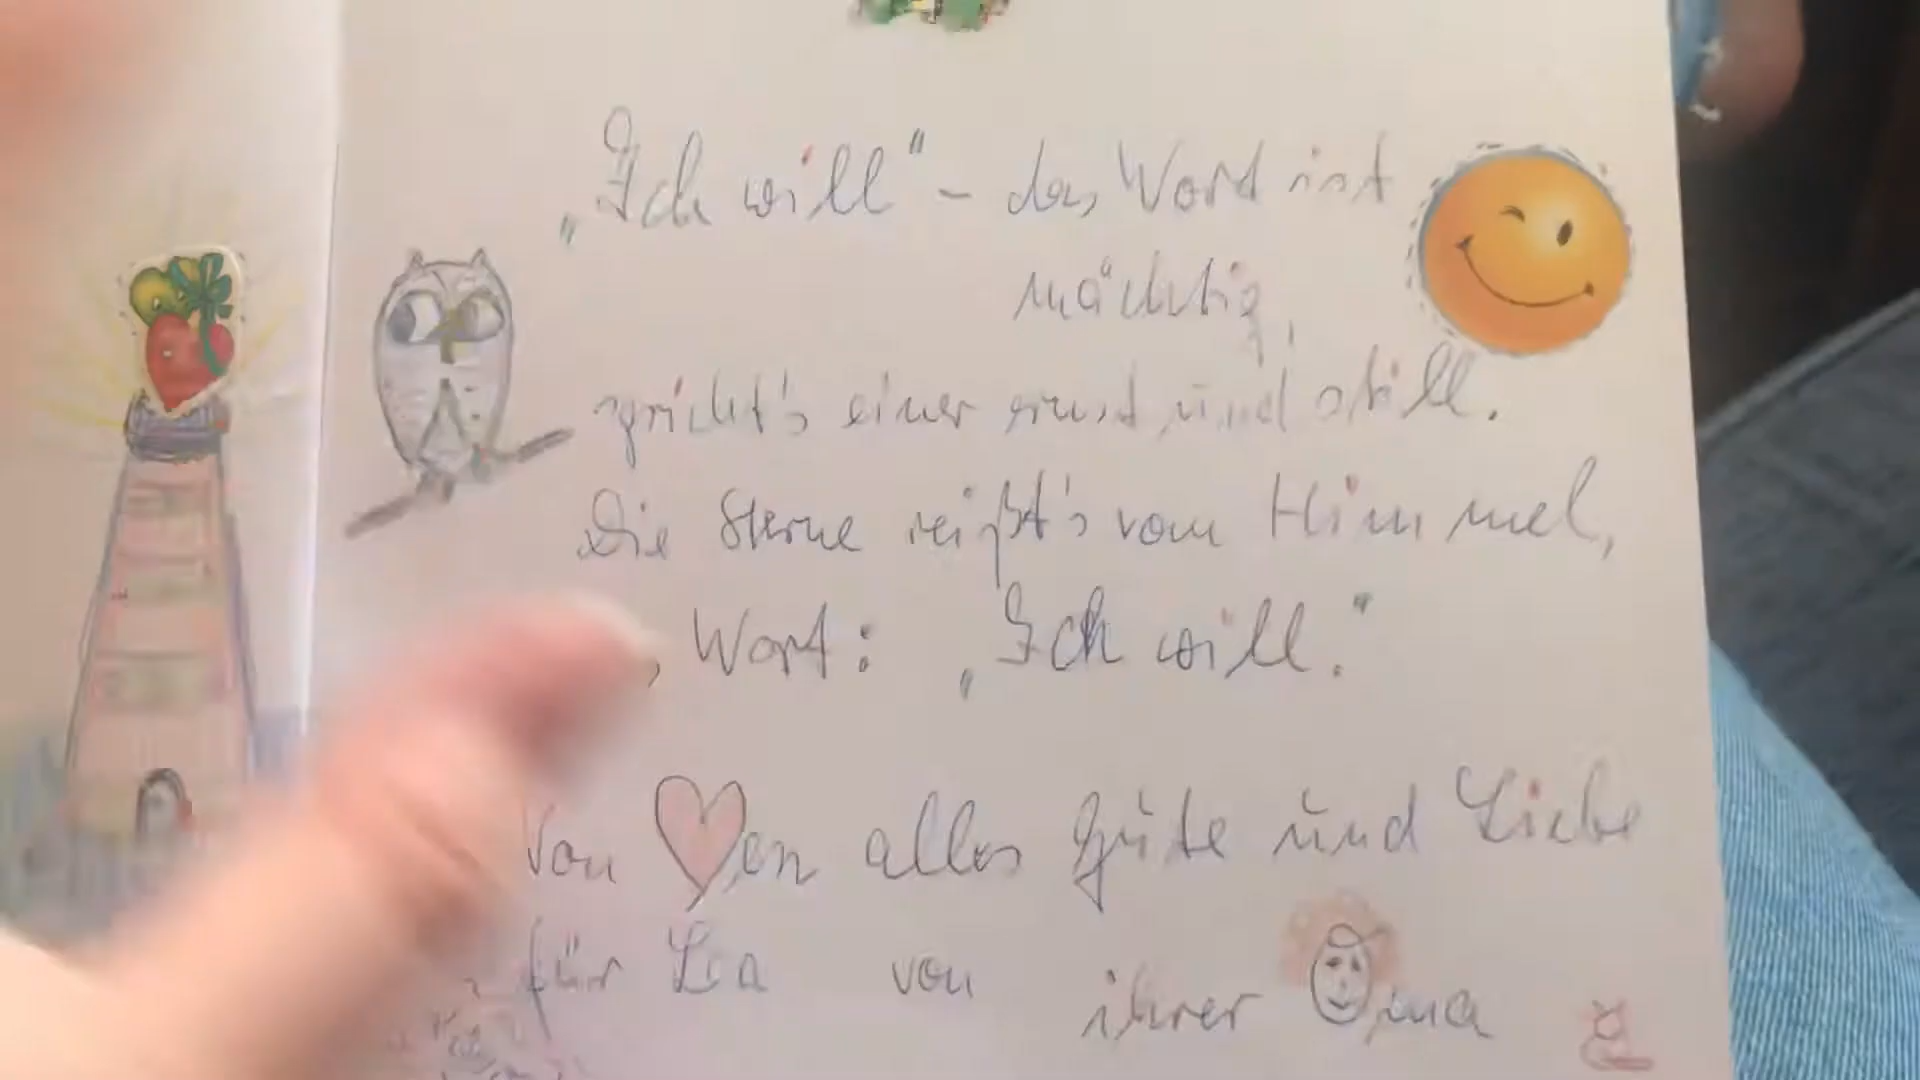 „Ich will" – das Wort ist
mächtig,
spricht's einer ernst und still.
Die Sterne reißt's vom Himmel,
Wort: „Ich will."
Von ♥en alles Gute und Liebe
für Lea von
ihrer Oma